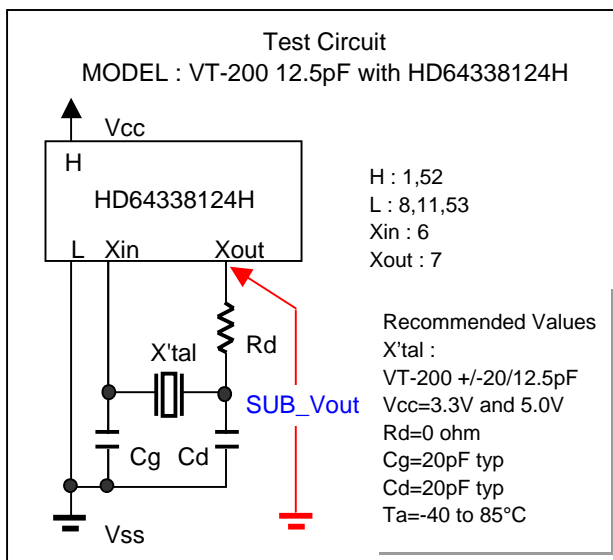 Test Circuit
MODEL : VT-200 12.5pF with HD64338124H
Vcc
H
HD64338124H
L Xin Xout
H : 1,52
L : 8,11,53
Xin : 6
Xout : 7
X'tal
Rd
SUB_Vout
Cg Cd
Vss
Recommended Values
X'tal :
VT-200 +/-20/12.5pF
Vcc=3.3V and 5.0V
Rd=0 ohm
Cg=20pF typ
Cd=20pF typ
Ta=-40 to 85°C